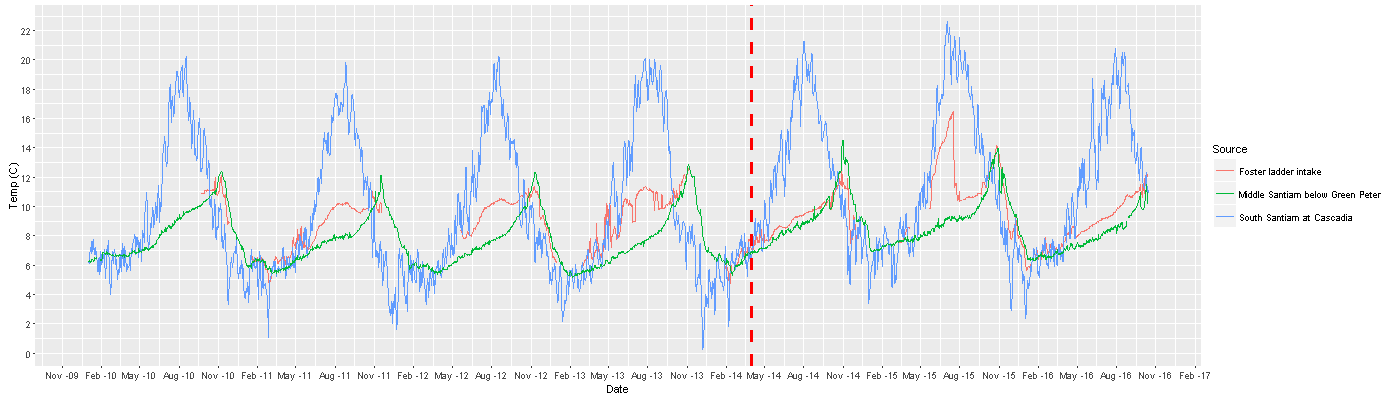 Temp (C)
22
20
18
16
14
12
10
8
6
4
2
0
Nov -09 Feb -10 May -10 Aug -10 Nov -10 Feb -11 May -11 Aug -11 Nov -11 Feb -12 May -12 Aug -12 Nov -12 Feb -13 May -13 Aug -13 Nov -13 Feb -14 May -14 Aug -14 Nov -14 Feb -15 May -15 Aug -15 Nov -15 Feb -16 May -16 Aug -16 Nov -16 Feb -17
Date
Source
Foster ladder intake
Middle Santiam below Green Peter
South Santiam at Cascadia